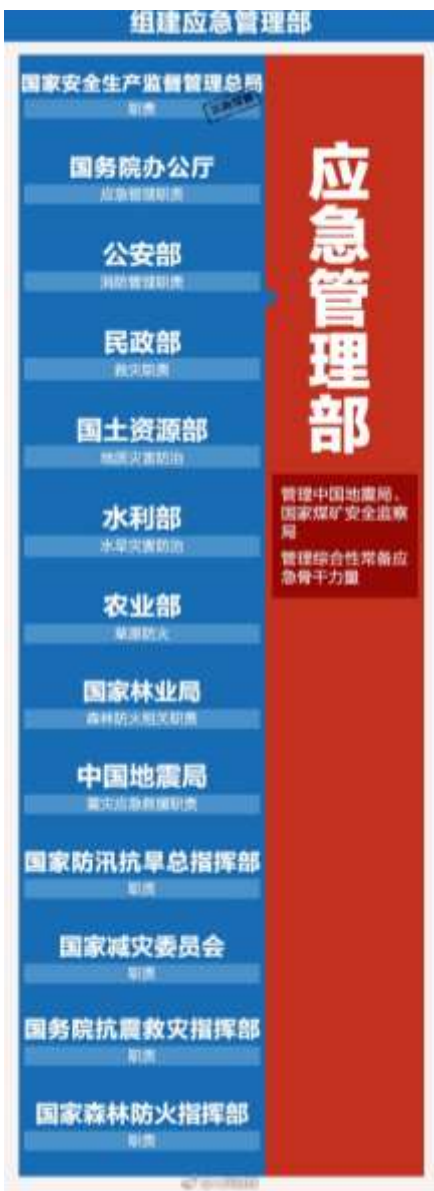 组建应急管理部
国家安全生产监督管理总局
职责
国务院办公厅
应急管理职责
公安部
消防管理职责
民政部
救灾职责
国土资源部
地质灾害防治
水利部
水旱灾害防治
农业部
草原防火
国家林业局
森林防火相关职责
中国地震局
震灾应急救援职责
国家防汛抗旱总指挥部
职责
国家减灾委员会
职责
国务院抗震救灾指挥部
职责
国家森林防火指挥部
职责
应急管理部
管理中国地震局、
国家煤矿安全监察
局
管理综合性常备应
急骨干力量